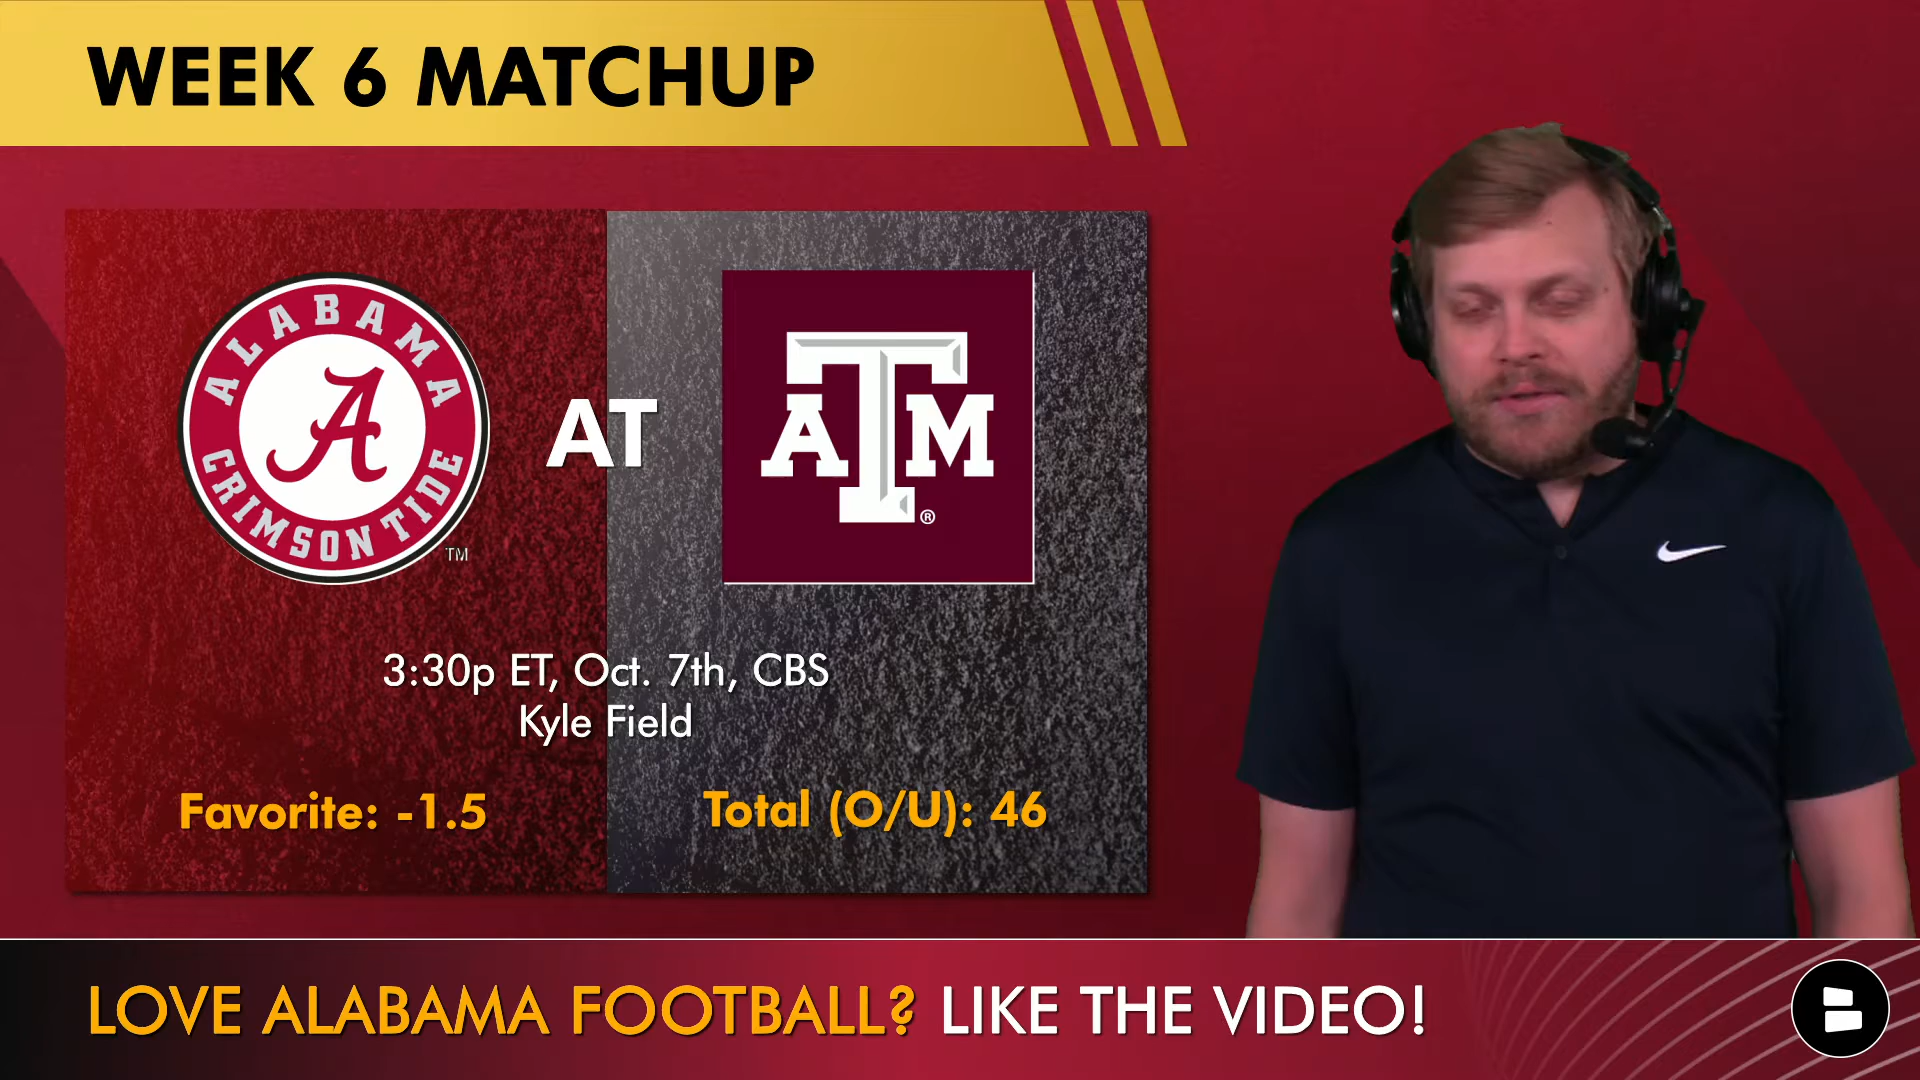 WEEK 6 MATCHUP
ALABAMA
A
CRIMSON TIDE
TM
AT
ATM
®
3:30p ET, Oct. 7th, CBS
Kyle Field
Favorite: -1.5
Total (O/U): 46
LOVE ALABAMA FOOTBALL? LIKE THE VIDEO!